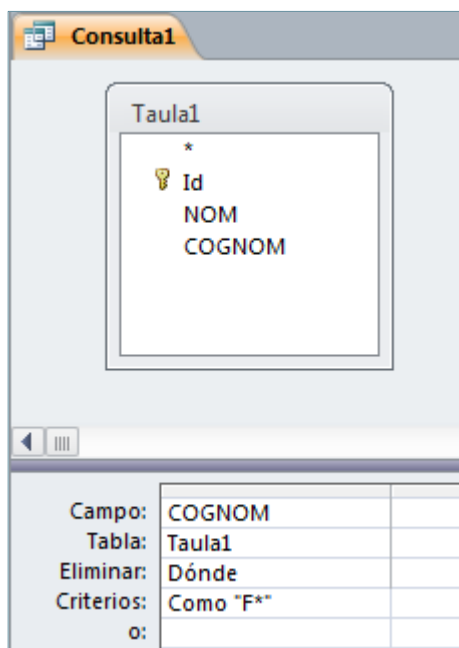 Consulta1
Taula1
*
Id
NOM
COGNOM
Campo: COGNOM
Tabla: Taula1
Eliminar: Dónde
Criterios: Como "F*"
o: